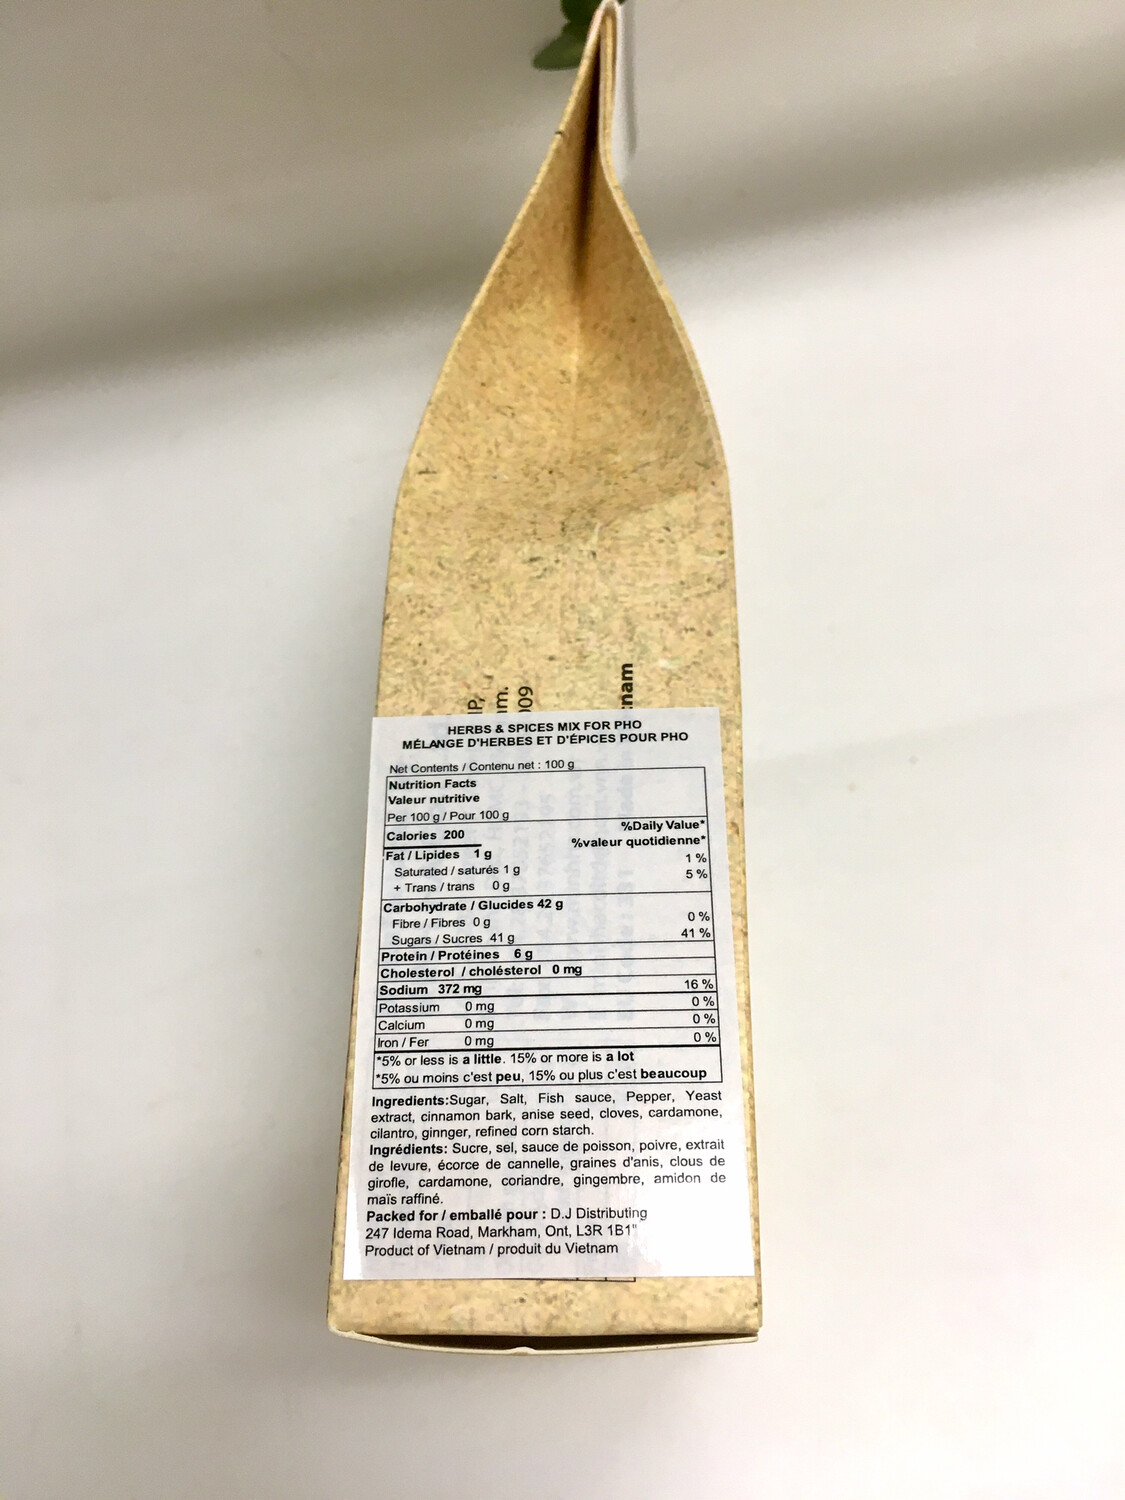 IP,
am.
009
tnam
HERBS & SPICES MIX FOR PHO
MÉLANGE D'HERBES ET D'ÉPICES POUR PHO
Net Contents / Contenu net : 100 g
Nutrition Facts
Valeur nutritive
Per 100 g / Pour 100 g
%Daily Value*
Calories 200
%valeur quotidienne*
Fat / Lipides 1 g 1 %
Saturated / saturés 1 g 5 %
+ Trans / trans 0 g
Carbohydrate / Glucides 42 g
Fibre / Fibres 0 g 0 %
Sugars / Sucres 41 g 41 %
Protein / Protéines 6 g
Cholesterol / choléstérol 0 mg
Sodium 372 mg 16 %
Potassium 0 mg 0 %
Calcium 0 mg 0 %
Iron / Fer 0 mg 0 %
*5% or less is a little. 15% or more is a lot
*5% ou moins c'est peu, 15% ou plus c'est beaucoup
Ingredients:Sugar, Salt, Fish sauce, Pepper, Yeast
extract, cinnamon bark, anise seed, cloves, cardamone,
cilantro, ginnger, refined corn starch.
Ingrédients: Sucre, sel, sauce de poisson, poivre, extrait
de levure, écorce de cannelle, graines d'anis, clous de
girofle, cardamone, coriandre, gingembre, amidon de
maïs raffiné.
Packed for / emballé pour : D.J Distributing
247 Idema Road, Markham, Ont, L3R 1B1"
Product of Vietnam / produit du Vietnam